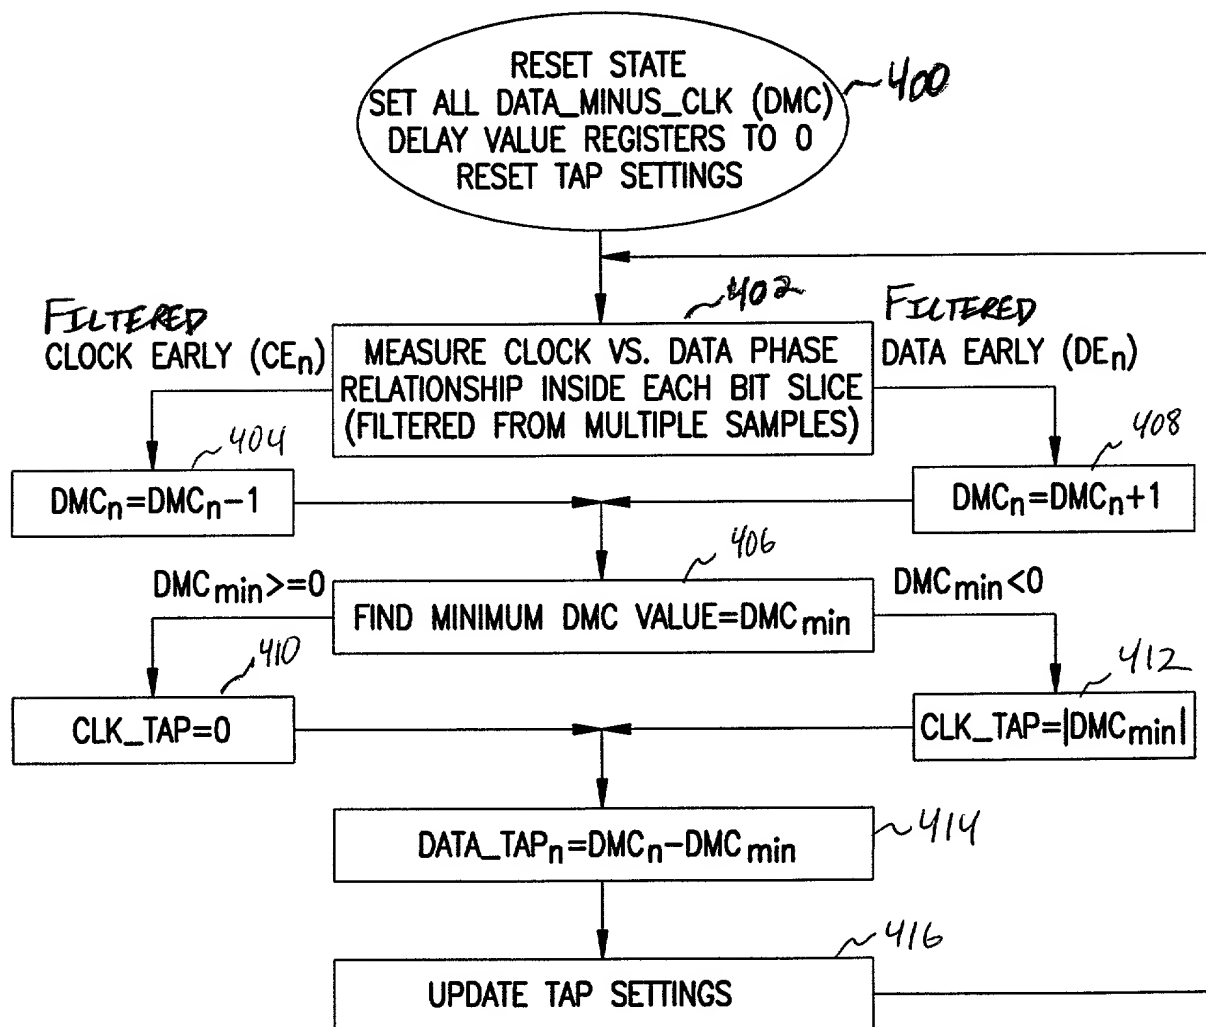 RESET STATE
SET ALL DATA_MINUS_CLK (DMC)
DELAY VALUE REGISTERS TO 0
RESET TAP SETTINGS
400
402
FILTERED
CLOCK EARLY (CEn)
MEASURE CLOCK VS. DATA PHASE
RELATIONSHIP INSIDE EACH BIT SLICE
(FILTERED FROM MULTIPLE SAMPLES)
FILTERED
DATA EARLY (DEn)
404
DMCn=DMCn-1
408
DMCn=DMCn+1
406
DMCmin>=0
FIND MINIMUM DMC VALUE=DMCmin
DMCmin<0
410
CLK_TAP=0
412
CLK_TAP=|DMCmin|
DATA_TAPn=DMCn-DMCmin
414
416
UPDATE TAP SETTINGS